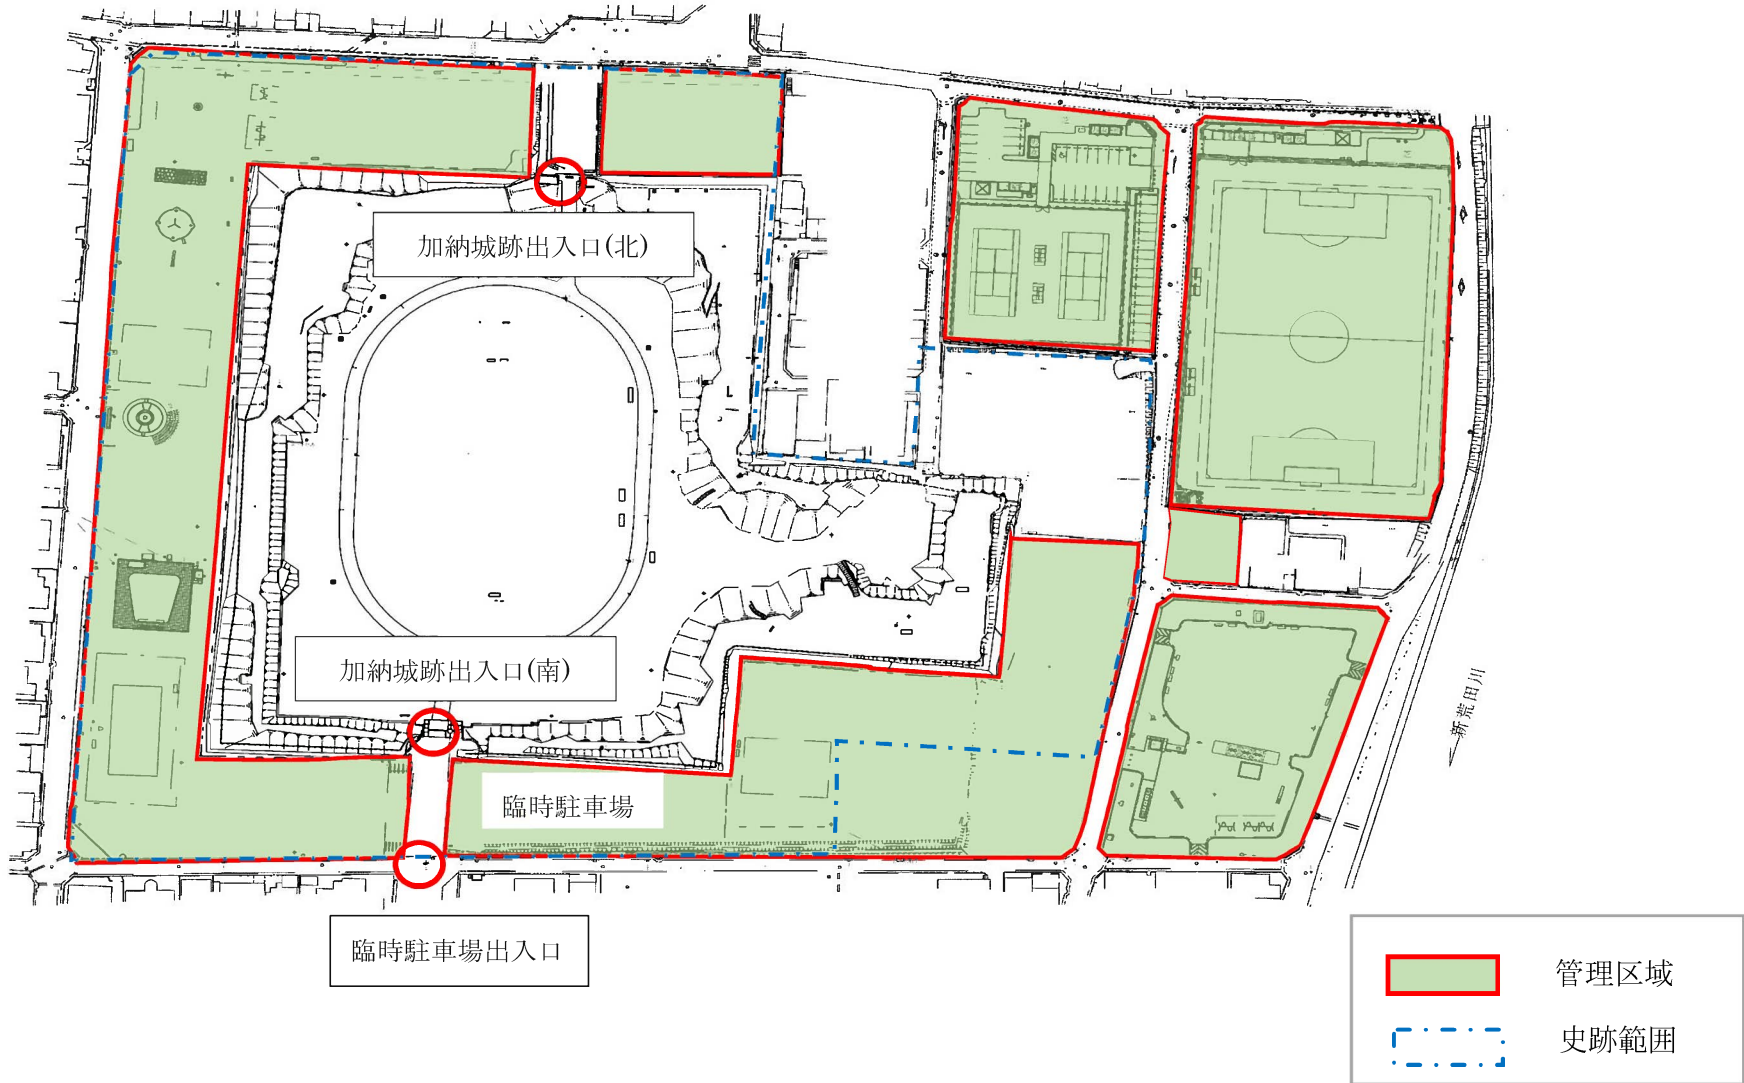 加納城跡出入口(北)
加納城跡出入口(南)
臨時駐車場
新荒田川
臨時駐車場出入口
管理区域
史跡範囲